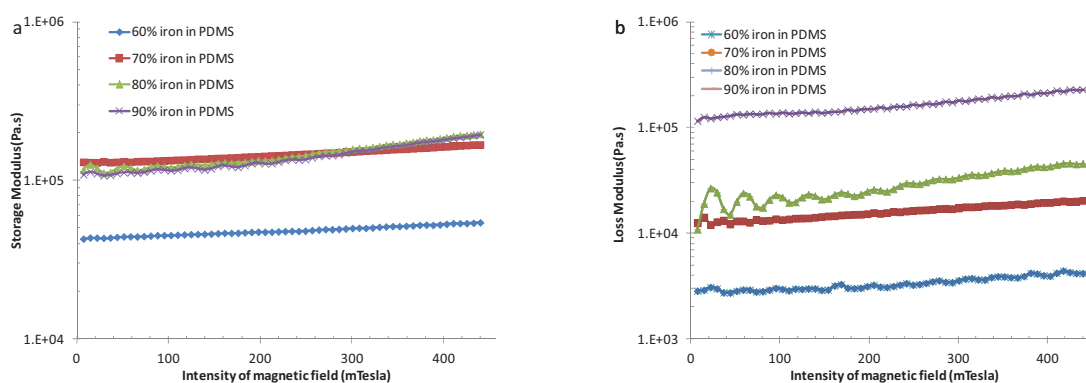 a
1.E+06
1.E+05
1.E+04
Storage Modulus(Pa.s)
60% iron in PDMS
70% iron in PDMS
80% iron in PDMS
90% iron in PDMS
0
100
200
300
400
Intensity of magnetic field (mTesla)
b
1.E+06
1.E+05
1.E+04
1.E+03
Loss Modulus(Pa.s)
60% iron in PDMS
70% iron in PDMS
80% iron in PDMS
90% iron in PDMS
0
100
200
300
400
Intensity of magnetic field (mTesla)